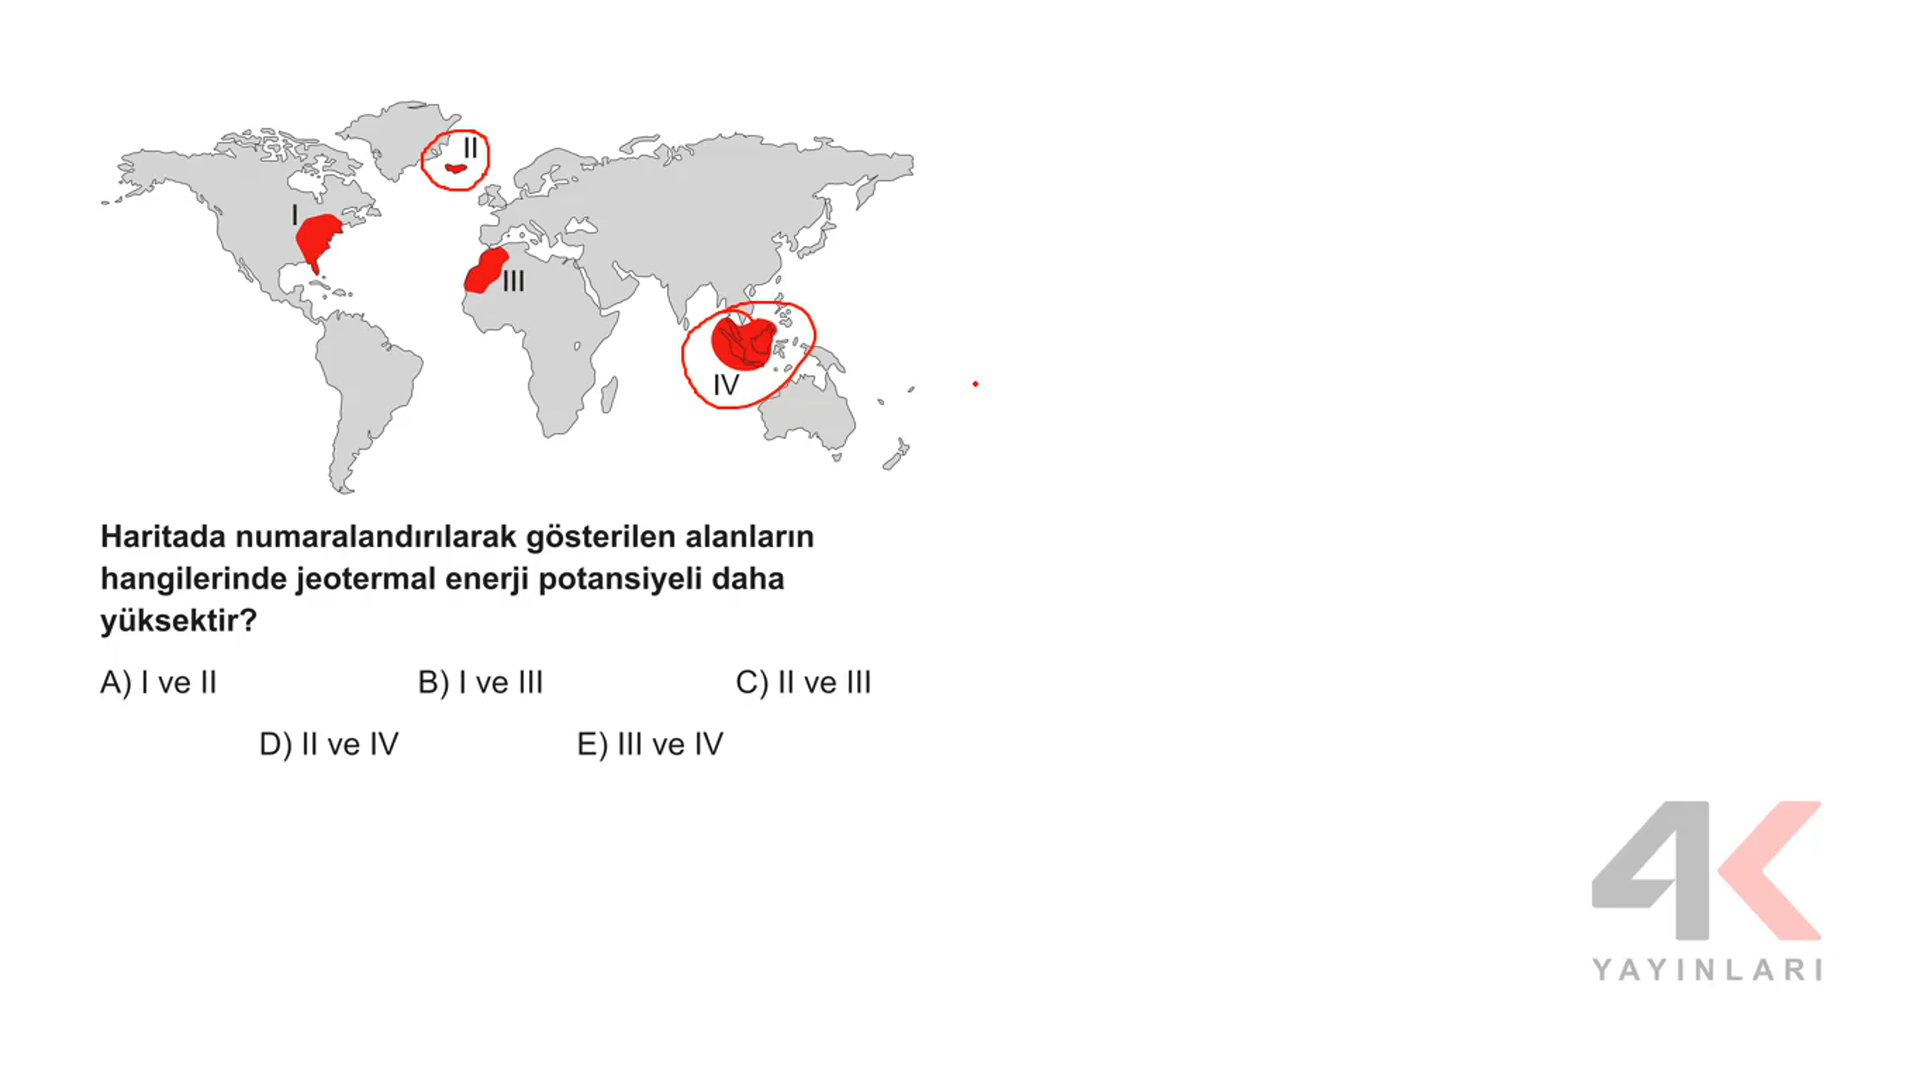 II
I
III
IV
Haritada numaralandırılarak gösterilen alanların
hangilerinde jeotermal enerji potansiyeli daha
yüksektir?
A) I ve II B) I ve III C) II ve III
D) II ve IV E) III ve IV
4K
YAYINLARI